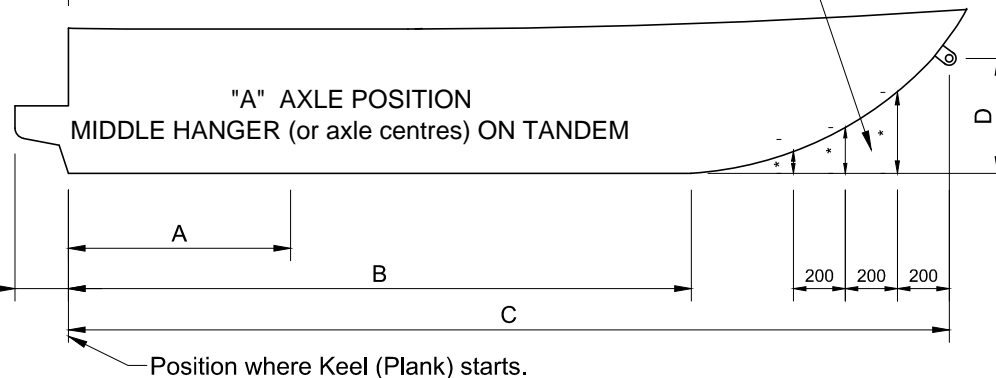 "A" AXLE POSITION
MIDDLE HANGER (or axle centres) ON TANDEM
D
*
*
*
A
B
200
200
200
C
Position where Keel (Plank) starts.